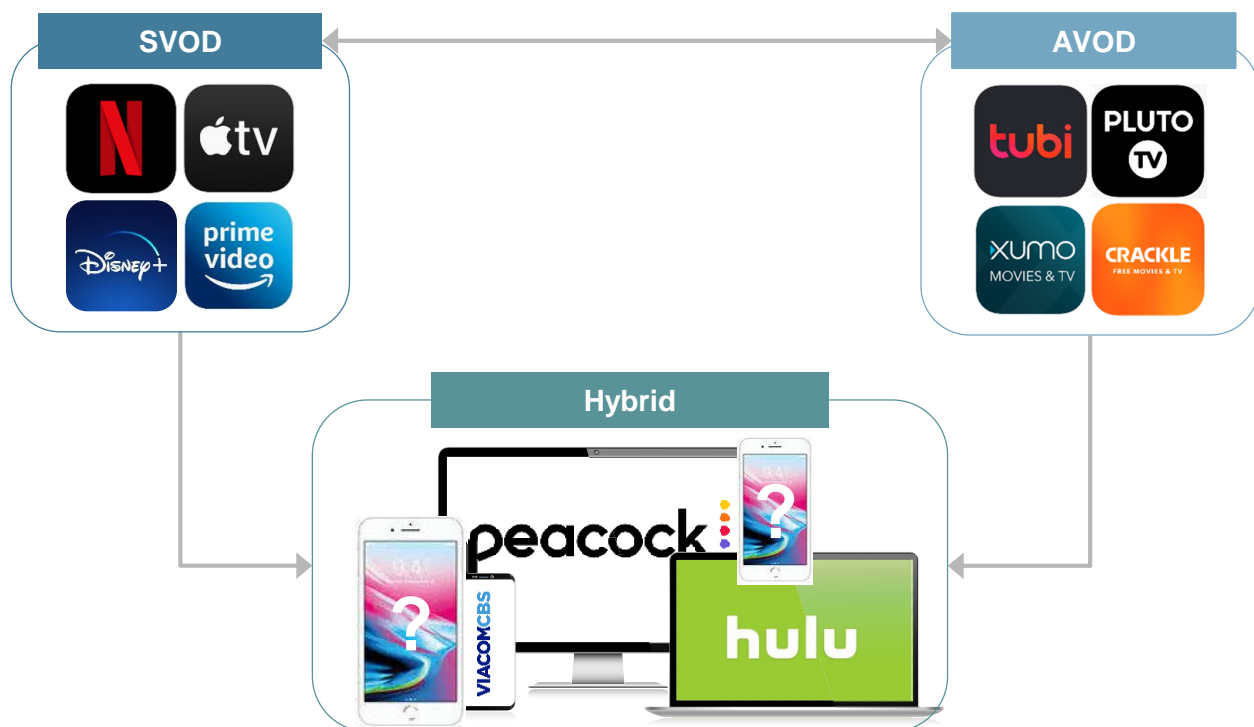 SVOD
AVOD
N
tv
DISNEP+
prime
video
tubi
PLUTO
TV
XUMO
MOVIES & TV
CRACKLE
FREE MOVIES & TV
Hybrid
peacock
?
?
VIACOMCBS
hulu